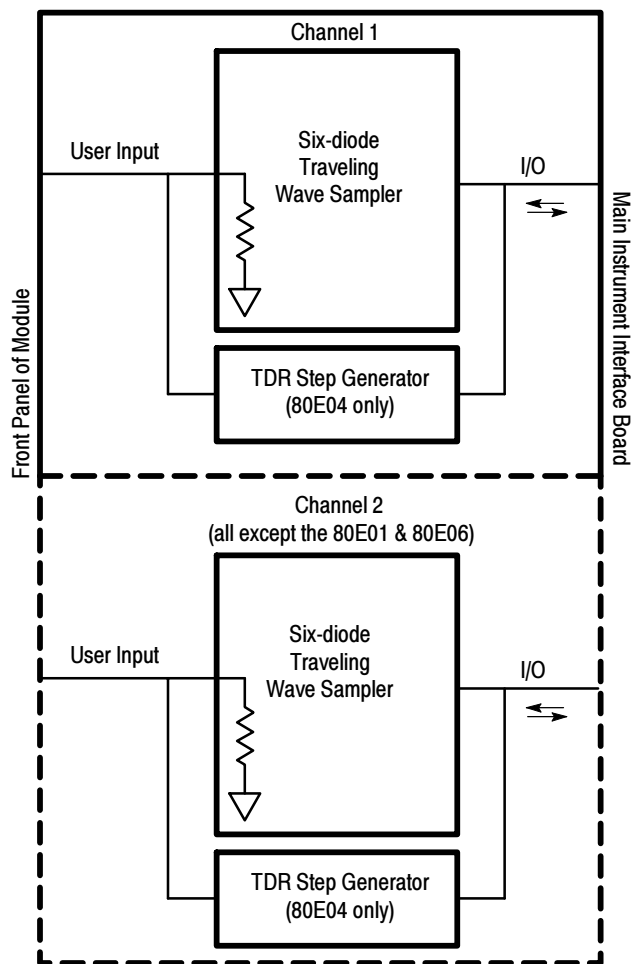 Channel 1
Six-diode
Traveling
Wave Sampler
User Input
I/O
Front Panel of Module
Main Instrument Interface Board
TDR Step Generator
(80E04 only)
Channel 2
(all except the 80E01 & 80E06)
Six-diode
Traveling
Wave Sampler
User Input
I/O
TDR Step Generator
(80E04 only)